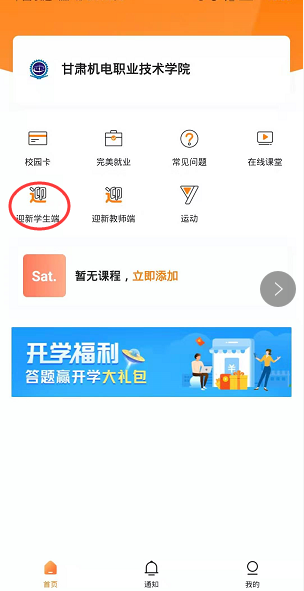 甘肃机电职业技术学院
校园卡 完美就业 常见问题 在线课堂
迎 迎
迎新学生端 迎新教师端 运动
Sat. 暂无课程，立即添加
开学福利
答题赢开学大礼包
首页 通知 我的